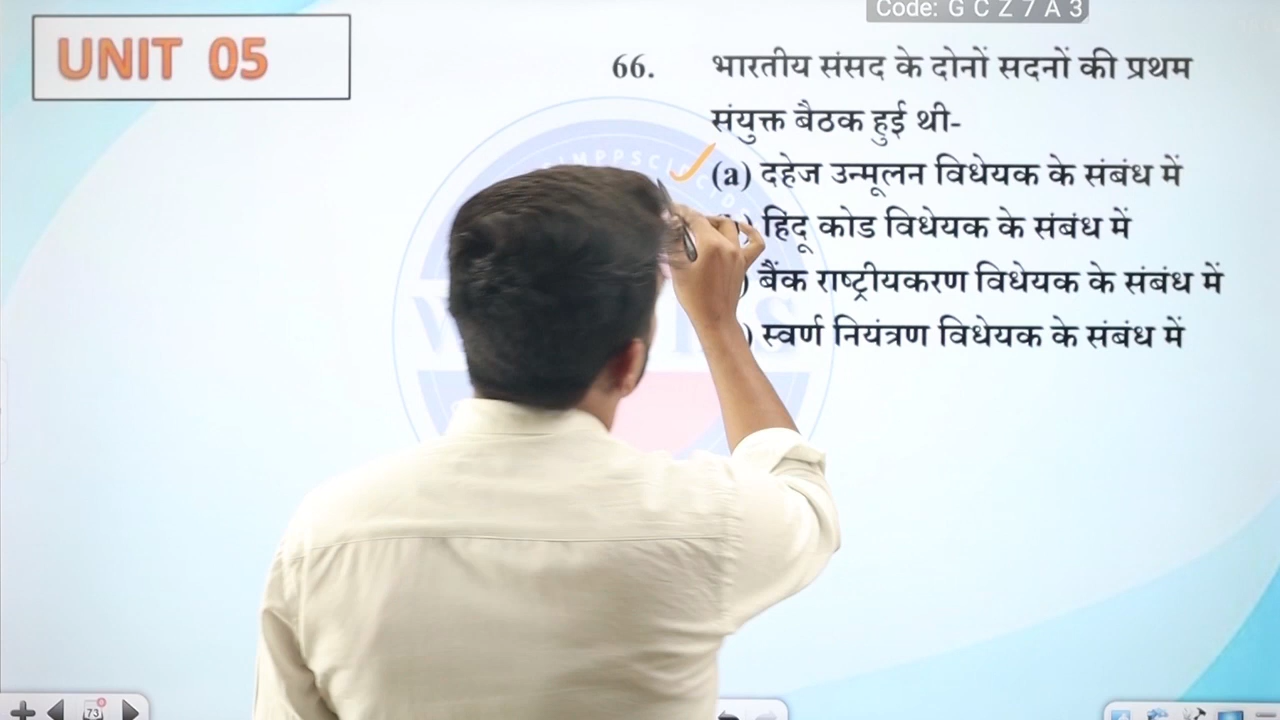 Code: G C Z 7 A 3
UNIT 05
66. भारतीय संसद के दोनों सदनों की प्रथम
संयुक्त बैठक हुई थी-
(a) दहेज उन्मूलन विधेयक के संबंध में
) हिंदू कोड विधेयक के संबंध में
) बैंक राष्ट्रीयकरण विधेयक के संबंध में
) स्वर्ण नियंत्रण विधेयक के संबंध में
73